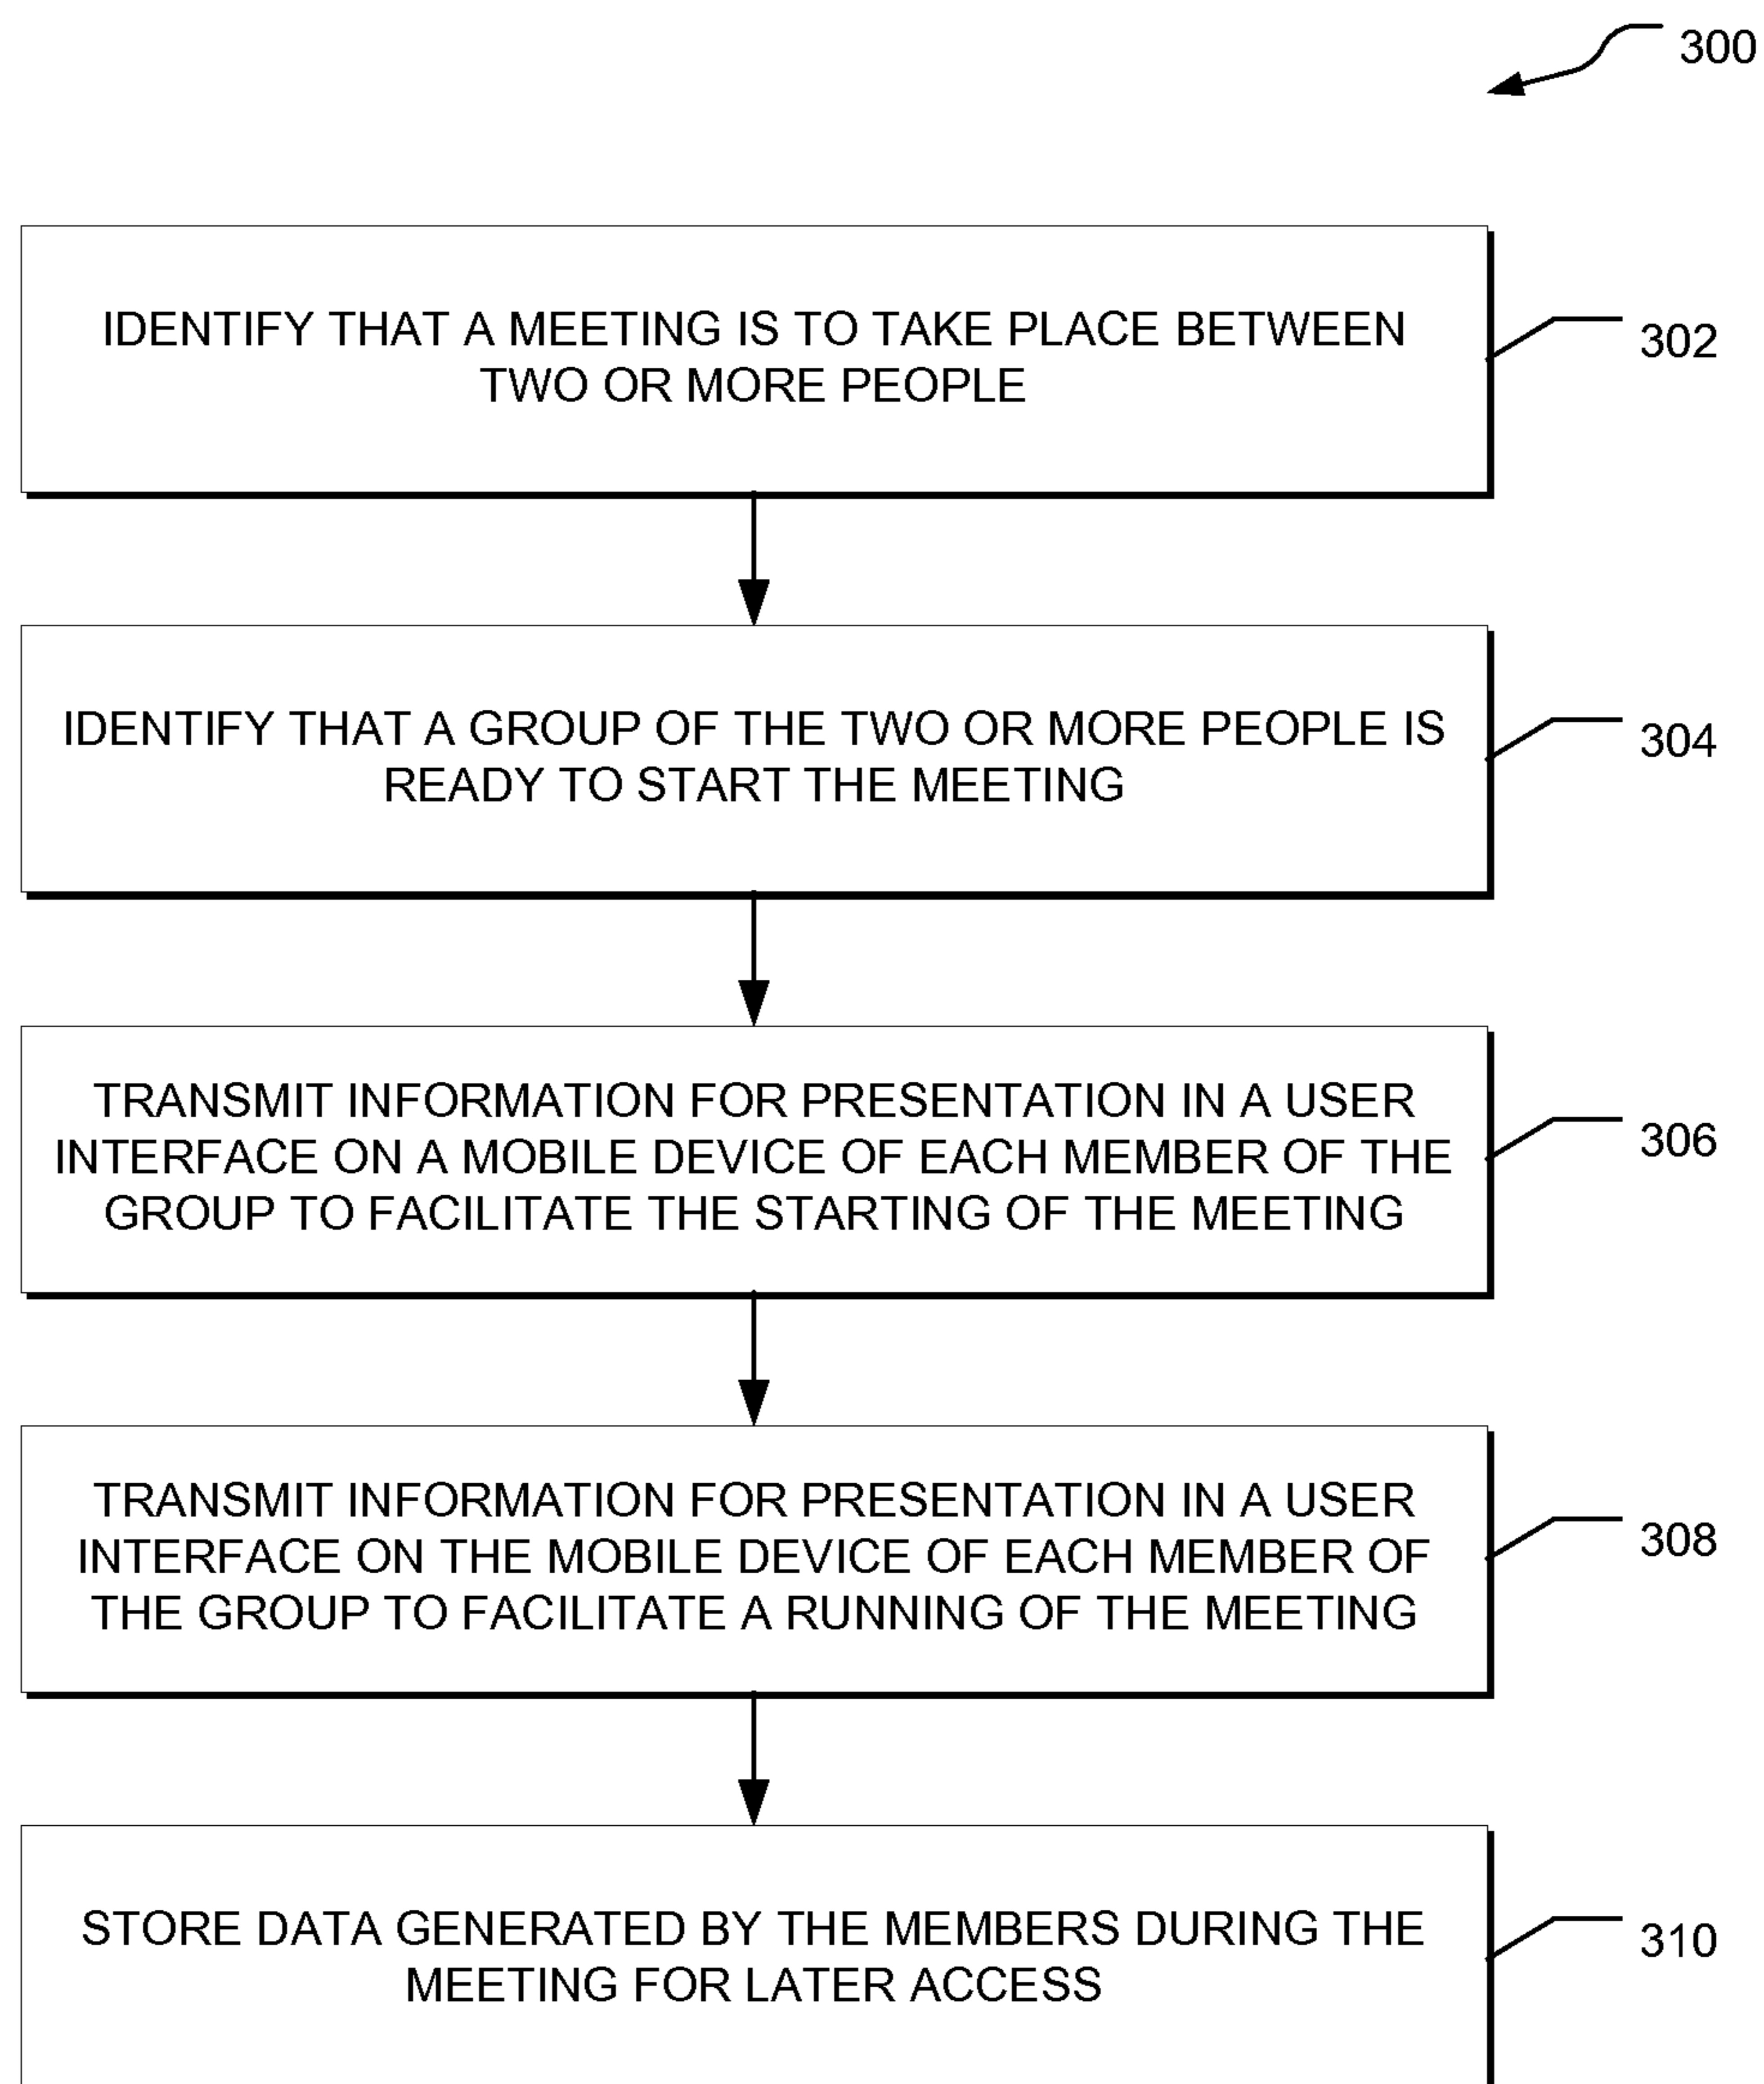 300
IDENTIFY THAT A MEETING IS TO TAKE PLACE BETWEEN
TWO OR MORE PEOPLE
302
IDENTIFY THAT A GROUP OF THE TWO OR MORE PEOPLE IS
READY TO START THE MEETING
304
TRANSMIT INFORMATION FOR PRESENTATION IN A USER
INTERFACE ON A MOBILE DEVICE OF EACH MEMBER OF THE
GROUP TO FACILITATE THE STARTING OF THE MEETING
306
TRANSMIT INFORMATION FOR PRESENTATION IN A USER
INTERFACE ON THE MOBILE DEVICE OF EACH MEMBER OF
THE GROUP TO FACILITATE A RUNNING OF THE MEETING
308
STORE DATA GENERATED BY THE MEMBERS DURING THE
MEETING FOR LATER ACCESS
310